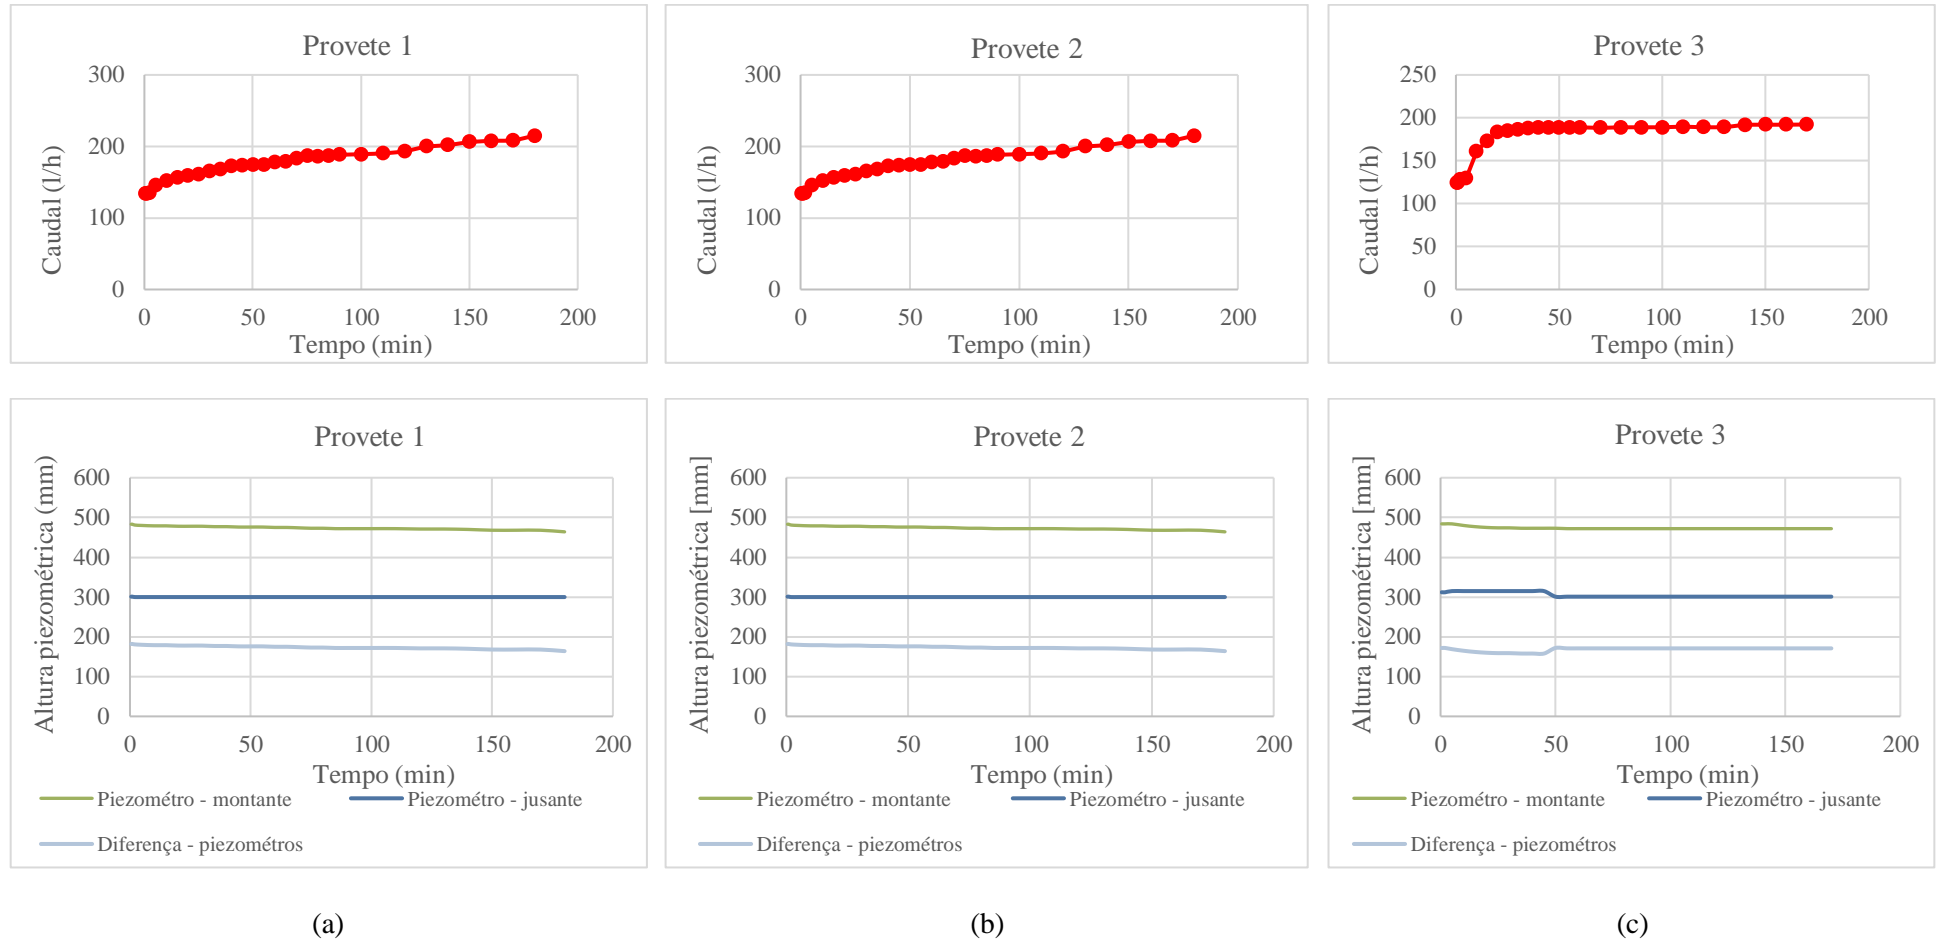 Provete 1
300
200
100
0
0 50 100 150 200
Caudal (l/h)
Tempo (min)
Provete 2
300
200
100
0
0 50 100 150 200
Caudal (l/h)
Tempo (min)
Provete 3
250
200
150
100
50
0
0 50 100 150 200
Caudal (l/h)
Tempo (min)
Provete 1
600
500
400
300
200
100
0
0 50 100 150 200
Altura piezométrica (mm)
Tempo (min)
Piezométro - montante Piezométro - jusante
Diferença - piezométros
Provete 2
600
500
400
300
200
100
0
0 50 100 150 200
Altura piezométrica [mm]
Tempo (min)
Piezométro - montante Piezométro - jusante
Diferença - piezométros
Provete 3
600
500
400
300
200
100
0
0 50 100 150 200
Altura piezométrica [mm]
Tempo (min)
Piezométro - montante Piezométro - jusante
Diferença - piezométros
(a) (b) (c)